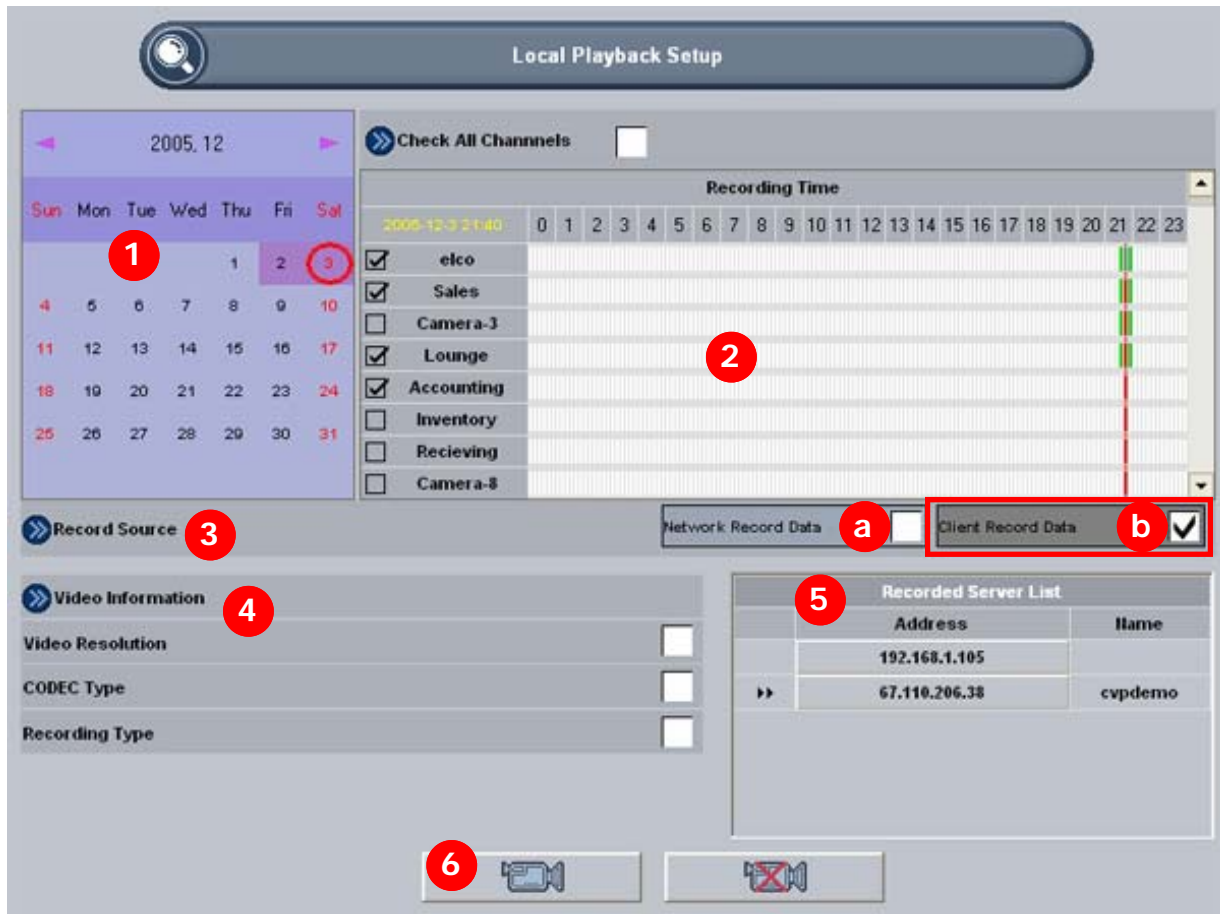 Local Playback Setup
2005, 12
Sun Mon Tue Wed Thu Fri Sat
1 2 3
4 5 6 7 8 9 10
11 12 13 14 15 16 17
18 19 20 21 22 23 24
25 26 27 28 29 30 31
1
Check All Channnels
Recording Time
2005-12-3 21:40 0 1 2 3 4 5 6 7 8 9 10 11 12 13 14 15 16 17 18 19 20 21 22 23
elco
Sales
Camera-3
Lounge
Accounting
Inventory
Recieving
Camera-8
2
Record Source 3
Network Record Data a
Client Record Data b
Video Information 4
Video Resolution
CODEC Type
Recording Type
5 Recorded Server List
Address Name
192.168.1.105
67.110.206.38 cvpdemo
6